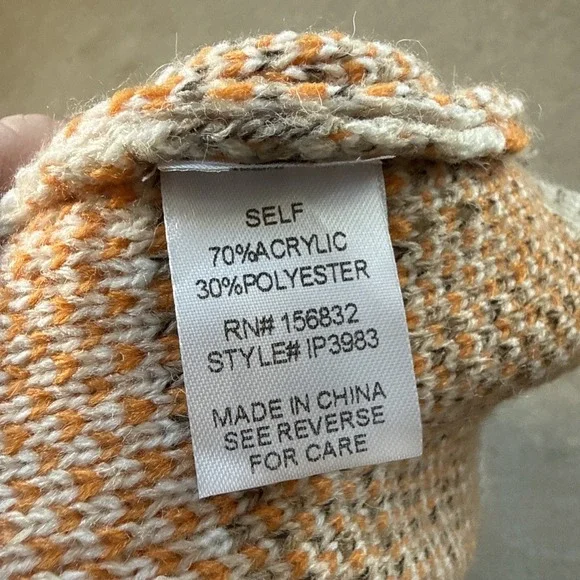 SELF
70%ACRYLIC
30%POLYESTER
RN# 156832
STYLE# IP3983
MADE IN CHINA
SEE REVERSE
FOR CARE